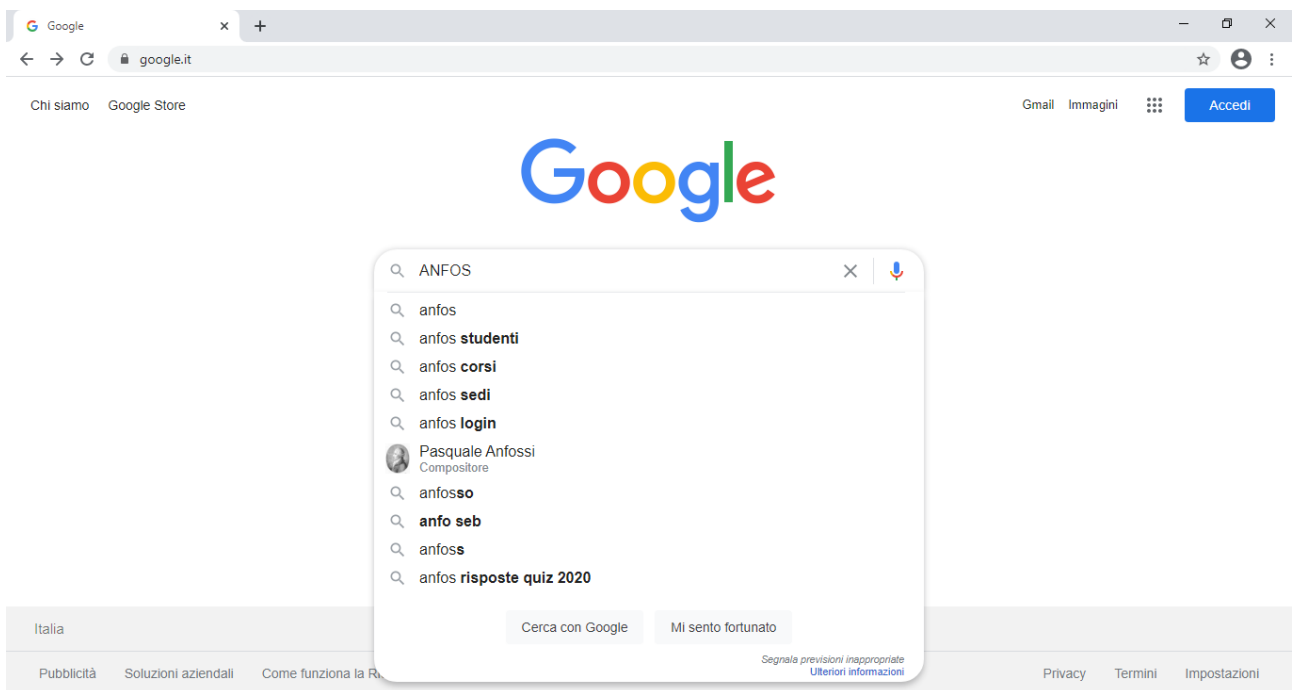 Google
google.it
Chi siamo Google Store Gmail Immagini Accedi
Google
ANFOS
anfos
anfos studenti
anfos corsi
anfos sedi
anfos login
Pasquale Anfossi
Compositore
anfosso
anfo seb
anfoss
anfos risposte quiz 2020
Cerca con Google Mi sento fortunato
Segnala previsioni inappropriate
Ulteriori informazioni
Italia
Pubblicità Soluzioni aziendali Come funziona la Privacy Termini Impostazioni